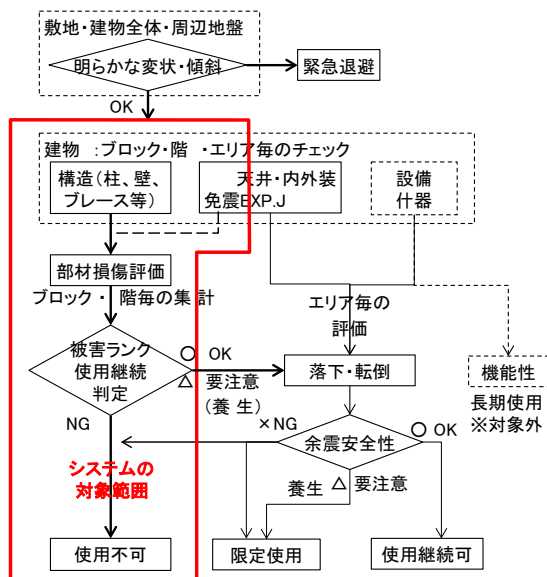 敷地・建物全体・周辺地盤
明らかな変状・傾斜
緊急退避
OK
建物　：ブロック・階　・エリア毎のチェック
構造（柱、壁、
ブレース等）
天井・内外装
免震EXP.J
設備
什器
部材損傷評価
ブロック・　階毎の集 計
エリア毎の
評価
被害ランク
使用継続
判定
○ OK
△ 要注意
（養 生）
落下・転倒
機能性
長期使用
※対象外
NG
×NG
余震安全性
○ OK
システムの
対象範囲
養生 △ 要注意
使用不可
限定使用
使用継続可